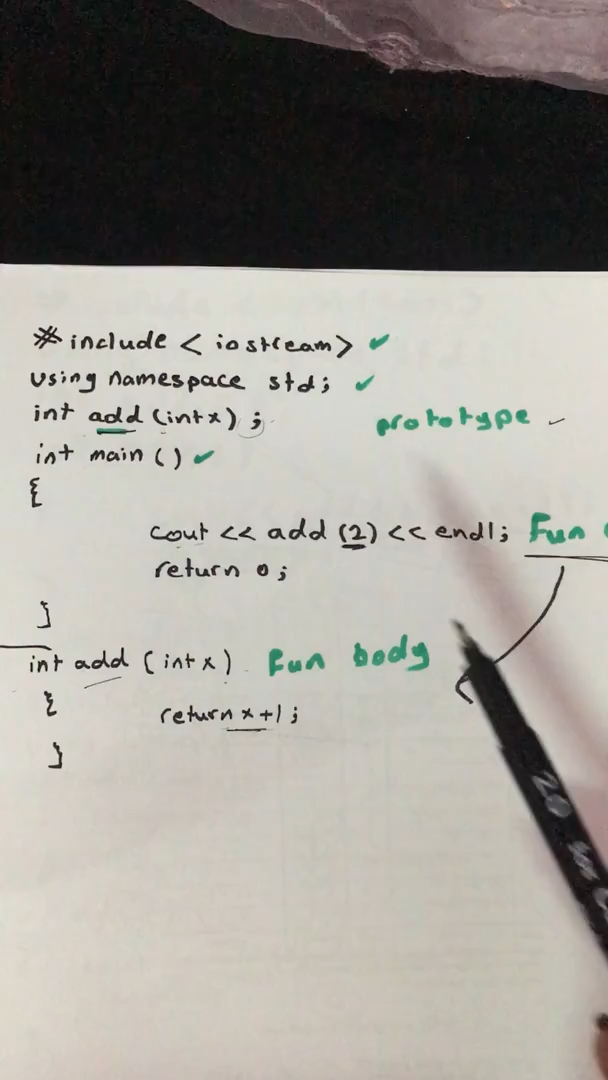 #include < iostream> ✔
using namespace std; ✔
int add (int x) ; prototype ✓
int main () ✔
{
cout << add (2) << endl; Fun
return 0;
}
int add (int x) Fun body
{ return x+1;
}
20